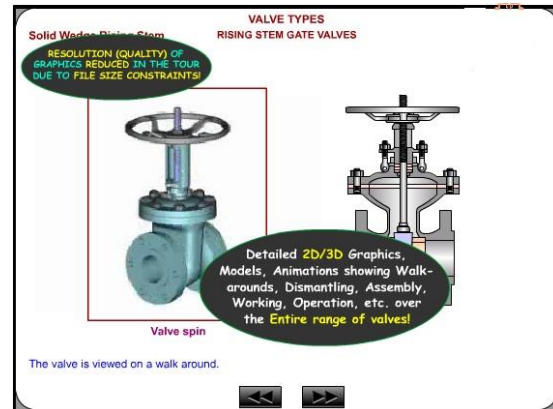 VALVE TYPES
Solid Wedge Rising Stem
RISING STEM GATE VALVES
RESOLUTION (QUALITY) OF
GRAPHICS REDUCED IN THE TOUR
DUE TO FILE SIZE CONSTRAINTS!
Detailed 2D/3D Graphics,
Models, Animations showing Walk-
arounds, Dismantling, Assembly,
Working, Operation, etc. over
the Entire range of valves!
Valve spin
The valve is viewed on a walk around.